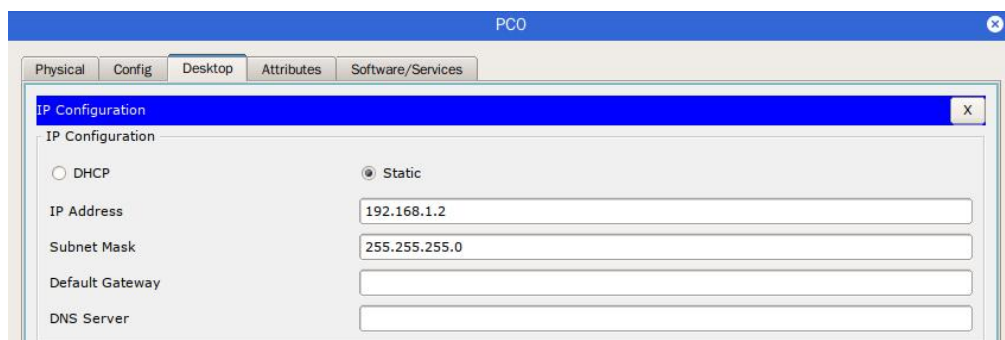 PC0
Physical Config Desktop Attributes Software/Services
IP Configuration X
IP Configuration
DHCP Static
IP Address 192.168.1.2
Subnet Mask 255.255.255.0
Default Gateway
DNS Server